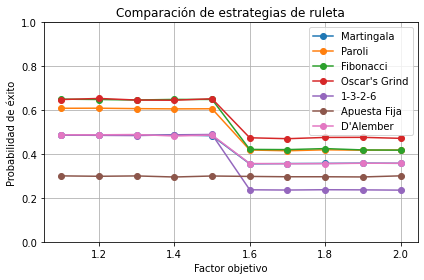 Comparación de estrategias de ruleta
1.0
0.8
0.6
0.4
0.2
0.0
Probabilidad de éxito
Martingala
Paroli
Fibonacci
Oscar's Grind
1-3-2-6
Apuesta Fija
D'Alember
1.2
1.4
1.6
1.8
2.0
Factor objetivo